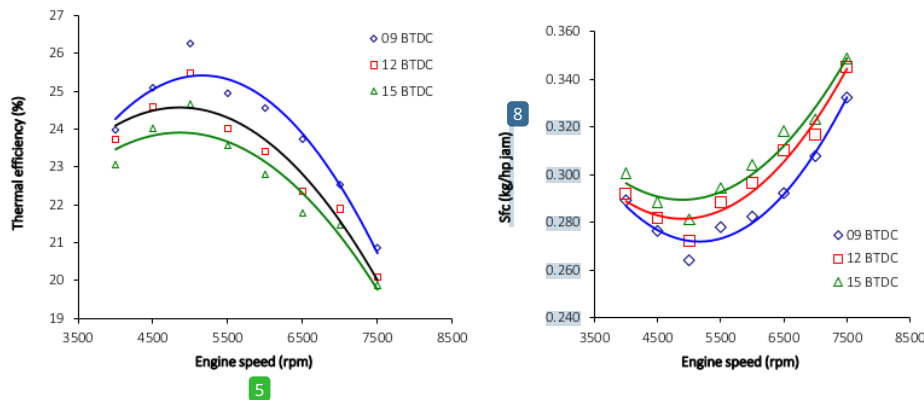 27
26
25
24
23
22
21
20
19
Thermal efficiency (%)
09 BTDC
12 BTDC
15 BTDC
3500 4500 5500 6500 7500 8500
Engine speed (rpm)
5
0.360
0.340
0.320
0.300
0.280
0.260
0.240
8
Sfc (kg/hp jam)
09 BTDC
12 BTDC
15 BTDC
3500 4500 5500 6500 7500 8500
Engine speed (rpm)